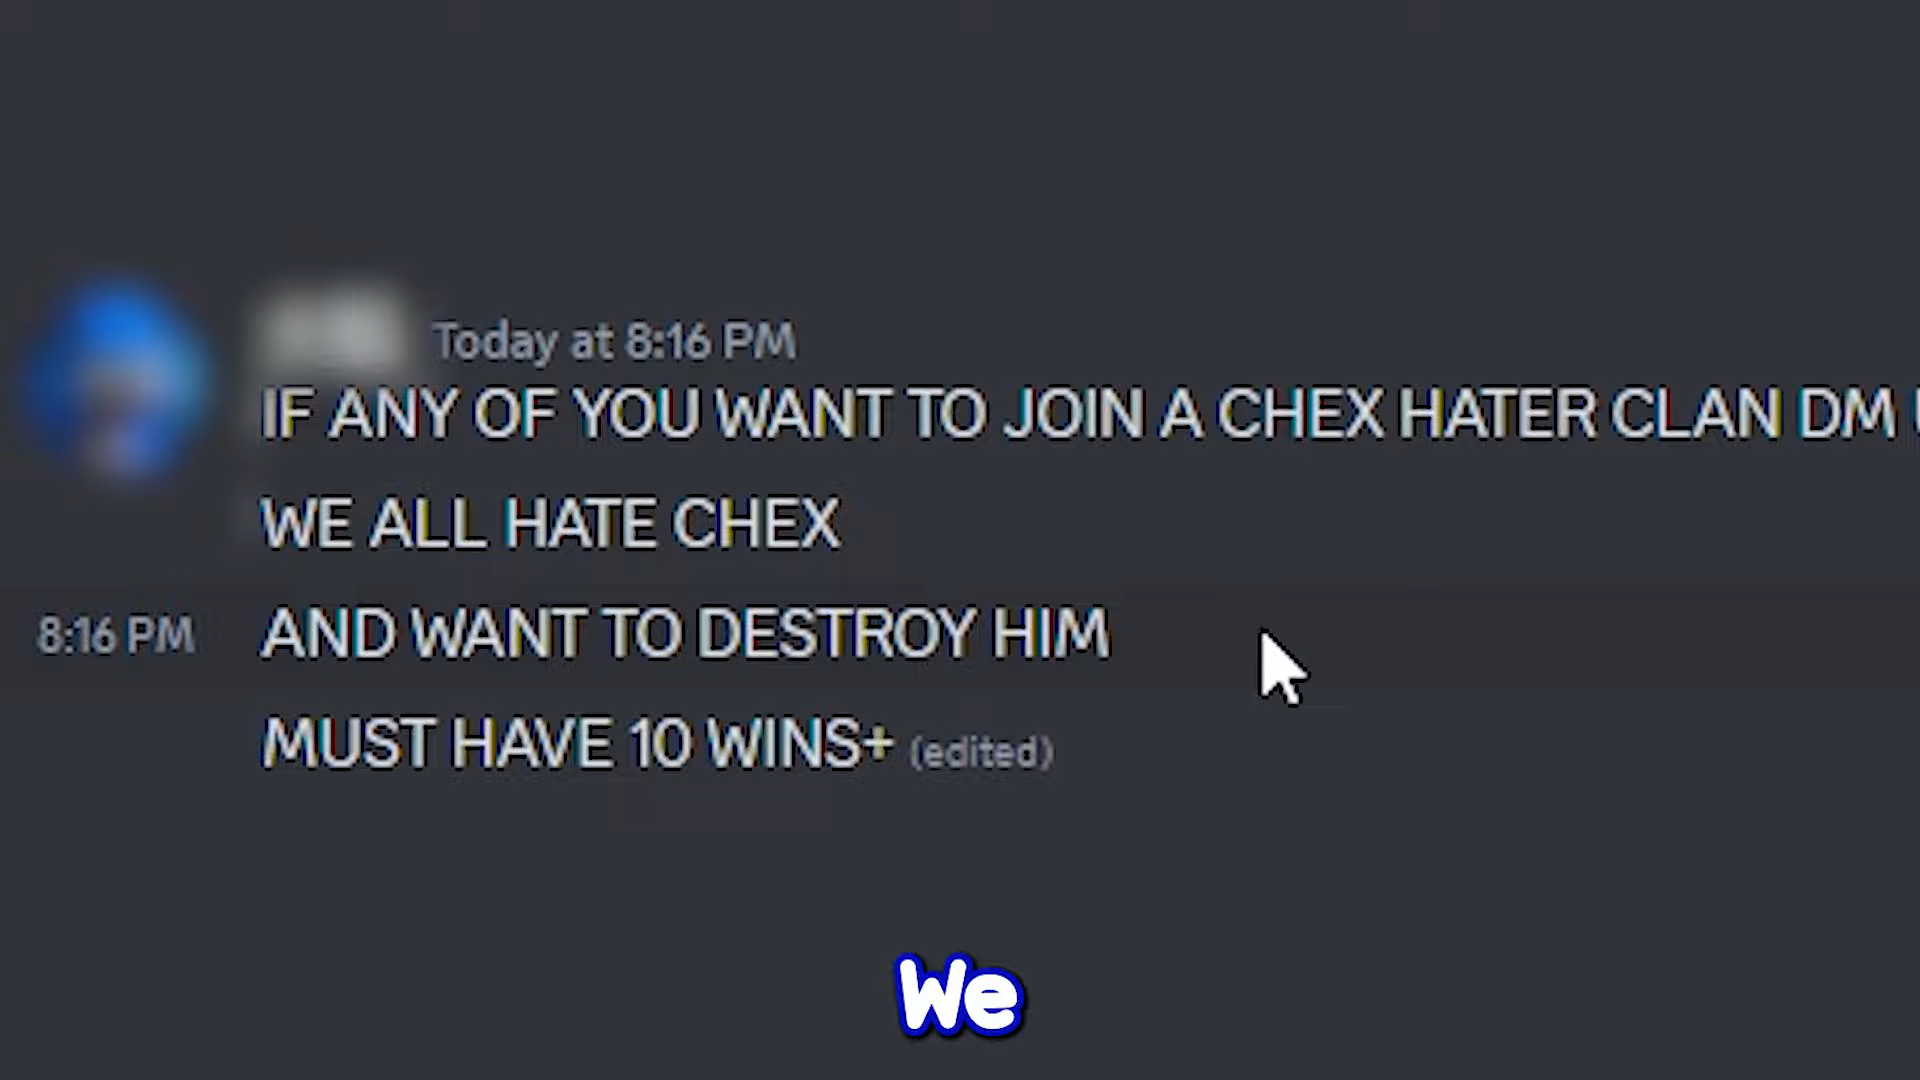 Today at 8:16 PM
IF ANY OF YOU WANT TO JOIN A CHEX HATER CLAN DM
WE ALL HATE CHEX
8:16 PM AND WANT TO DESTROY HIM
MUST HAVE 10 WINS+ (edited)
We